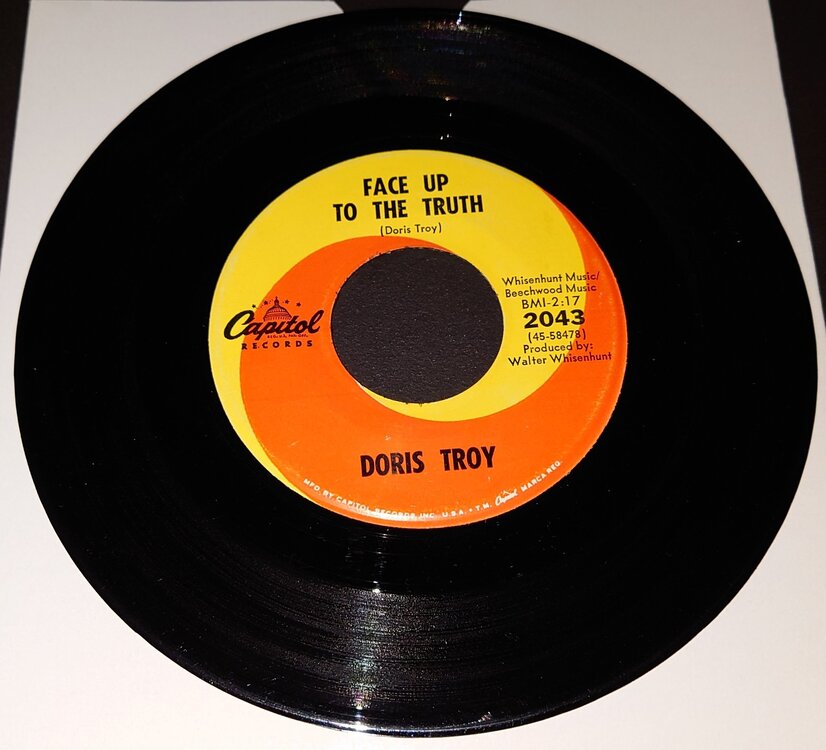 FACE UP
TO THE TRUTH
(Doris Troy)
Whisenhunt Music/
Beechwood Music
BMI-2:17
2043
(45-58478)
Produced by:
Walter Whisenhunt
Capitol
RECORDS
DORIS TROY
MFD. BY CAPITOL RECORDS, INC. U.S.A. • T.M. Capitol MARCA REG.